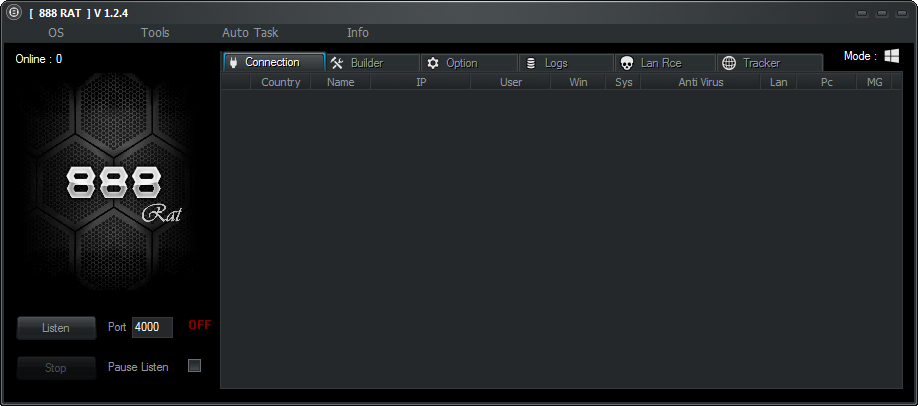 [ 888 RAT ] V 1.2.4
OS Tools Auto Task Info
Online : 0
Connection Builder Option Logs Lan Rce Tracker Mode :
Country Name IP User Win Sys Anti Virus Lan Pc MG
888
Rat
Listen Port 4000 OFF
Stop Pause Listen